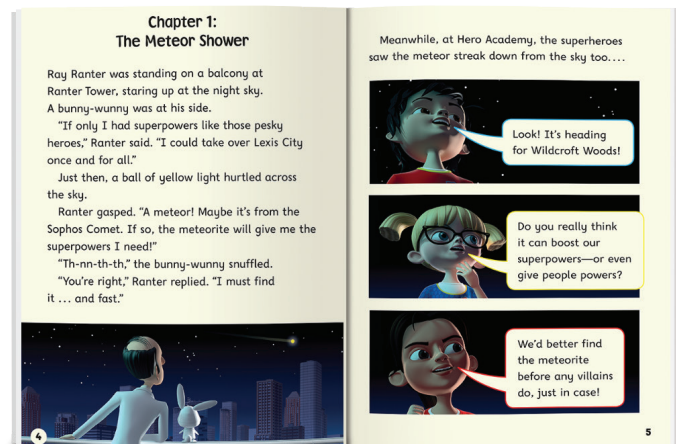 Chapter 1:
The Meteor Shower
Ray Ranter was standing on a balcony at
Ranter Tower, staring up at the night sky.
A bunny-wunny was at his side.
“If only I had superpowers like those pesky
heroes,” Ranter said. “I could take over Lexis City
once and for all.”
Just then, a ball of yellow light hurtled across
the sky.
Ranter gasped. “A meteor! Maybe it’s from the
Sophos Comet. If so, the meteorite will give me the
superpowers I need!”
“Th-nn-th-th,” the bunny-wunny snuffled.
“You’re right,” Ranter replied. “I must find
it ... and fast.”
4
Meanwhile, at Hero Academy, the superheroes
saw the meteor streak down from the sky too....
Look! It’s heading
for Wildcroft Woods!
Do you really think
it can boost our
superpowers—or even
give people powers?
We’d better find
the meteorite
before any villains
do, just in case!
5